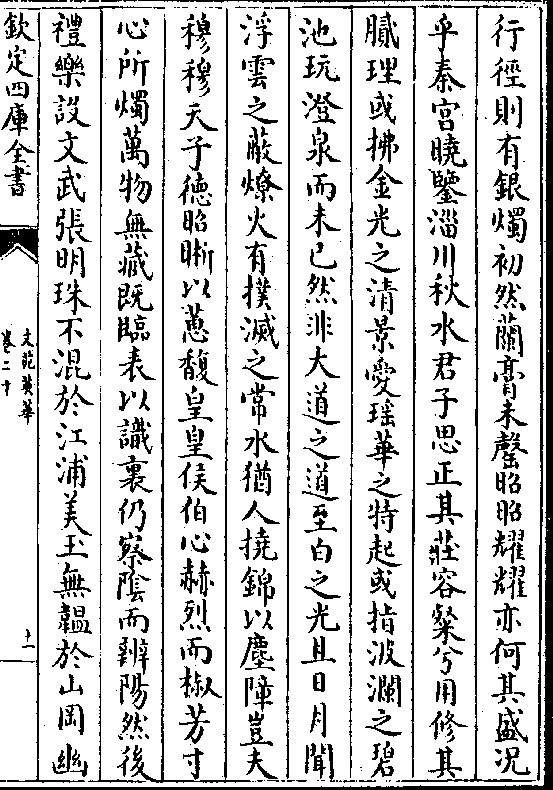 行徑則有銀燭初然蘭膏未罄昭昭耀耀亦何其盛况
乎秦宫曉鑒淄川秋水君子思正其莊容粲兮用修其
膩理或拂金光之清景愛瑶華之特起或指波瀾之碧
池玩澄泉而未已然非大道之道至白之光且日月聞
浮雲之蔽燎火有撲滅之常水猶人撓錦以塵障豈夫
穆穆天子德昭晰以蕙馥皇皇侯伯心赫烈而椒芳寸
心所燭萬物無藏既臨表以識裏仍察隂而辨陽然後
禮樂設文武張明珠不混於江浦美玉無韞於山岡幽
欽定四庫全書
文苑英華
卷二十
十一